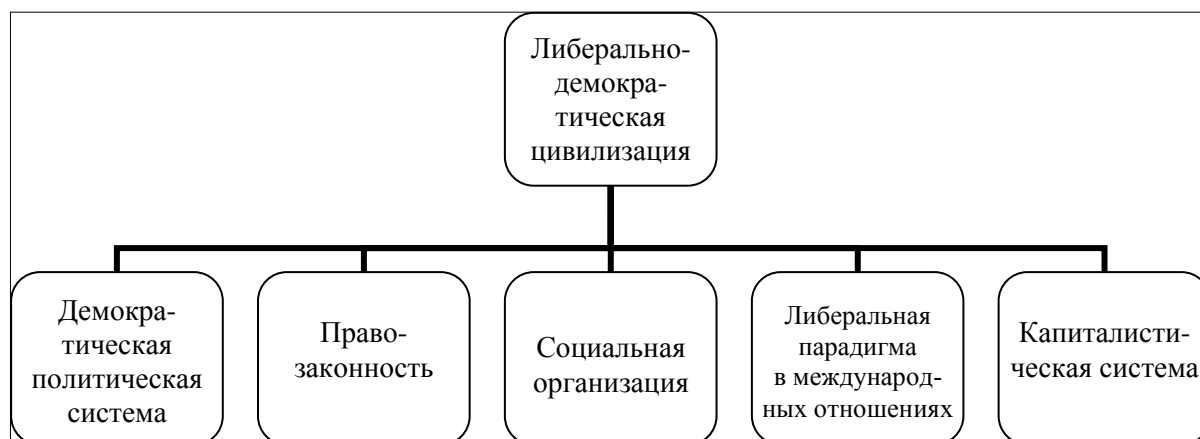 Либерально-
демокра-
тическая
цивилизация
Демокра-
тическая
политическая
система
Право-
законность
Социальная
организация
Либеральная
парадигма
в международ-
ных отношениях
Капиталисти-
ческая система